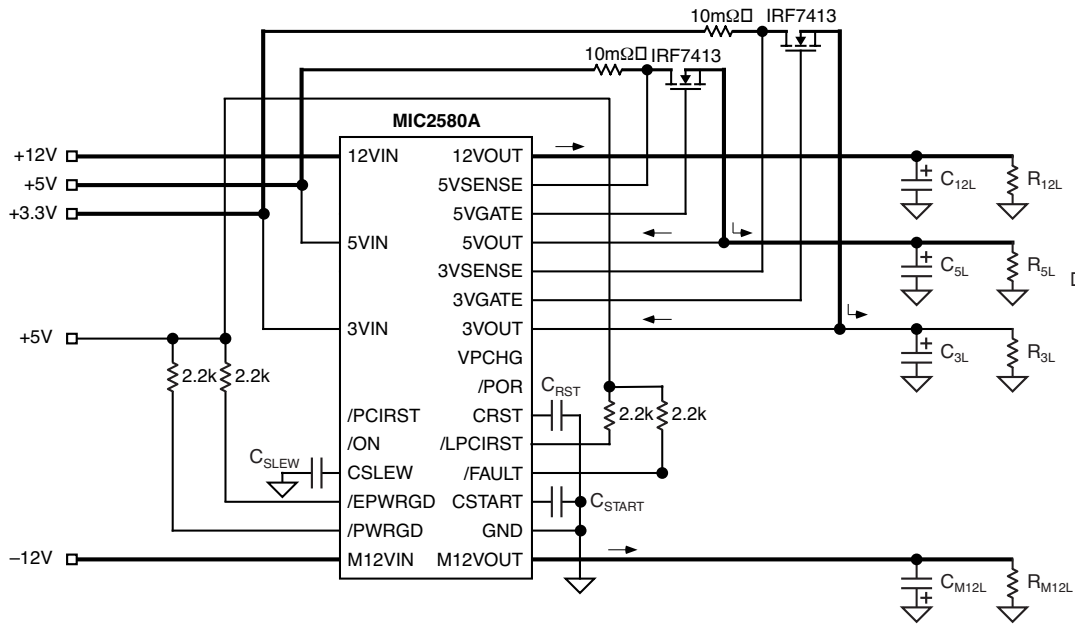 10mΩ IRF7413
10mΩ IRF7413
MIC2580A
+12V 12VIN 12VOUT C12L R12L
+5V 5VSENSE
+3.3V 5VGATE
5VIN 5VOUT C5L R5L
3VSENSE
3VGATE
+5V 3VIN 3VOUT C3L R3L
VPCHG
2.2k 2.2k /POR
/PCIRST CRST CRST 2.2k 2.2k
/ON /LPCIRST
CSLEW CSLEW /FAULT
/EPWRGD CSTART CSTART
/PWRGD GND
–12V M12VIN M12VOUT CM12L RM12L